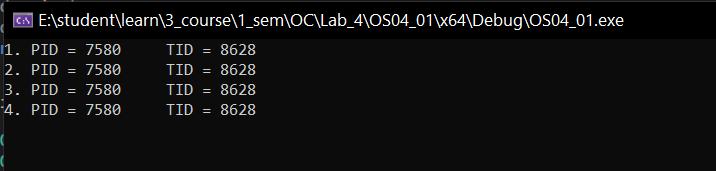 E:\student\learn\3_course\1_sem\OC\Lab_4\OS04_01\x64\Debug\OS04_01.exe
1. PID = 7580 TID = 8628
2. PID = 7580 TID = 8628
3. PID = 7580 TID = 8628
4. PID = 7580 TID = 8628